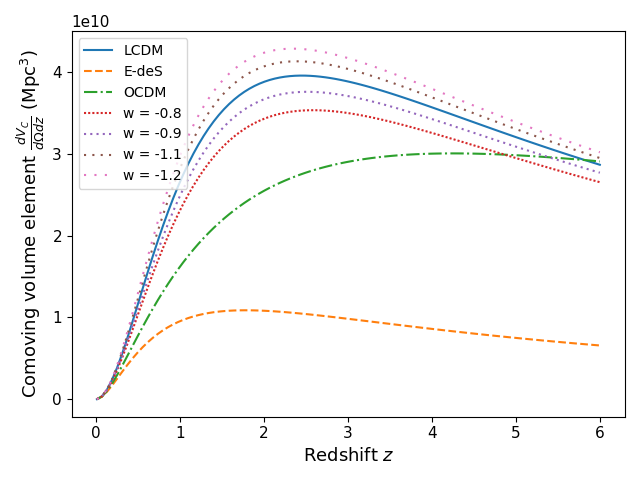 1e10
LCDM
E-deS
OCDM
w = -0.8
w = -0.9
w = -1.1
w = -1.2
4
3
2
1
0
Comoving volume element dV_C/dΩdz (Mpc³)
0 1 2 3 4 5 6
Redshift z